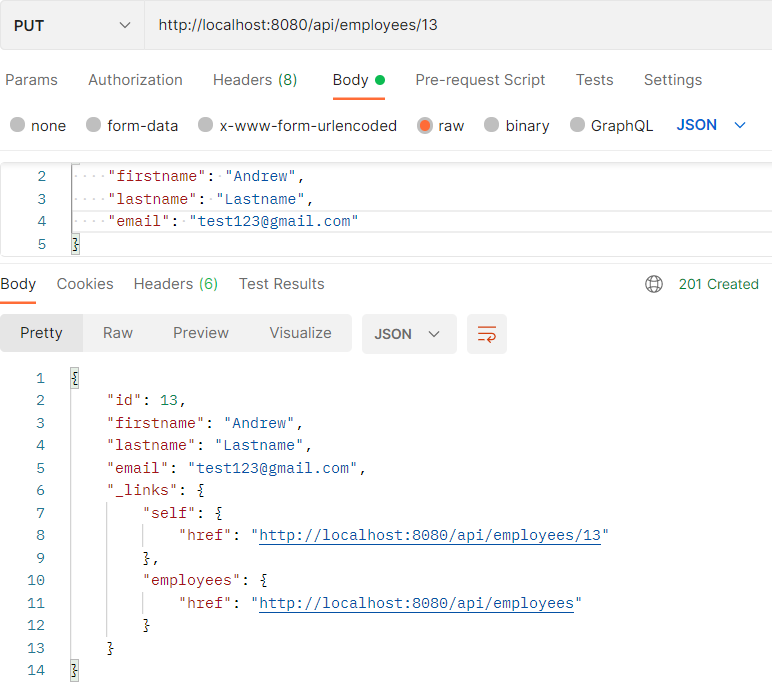 PUT http://localhost:8080/api/employees/13
Params Authorization Headers (8) Body Pre-request Script Tests Settings
none form-data x-www-form-urlencoded raw binary GraphQL JSON
2 "firstname": "Andrew",
3 "lastname": "Lastname",
4 "email": "test123@gmail.com"
5 }
Body Cookies Headers (6) Test Results 201 Created
Pretty Raw Preview Visualize JSON
1 {
2 "id": 13,
3 "firstname": "Andrew",
4 "lastname": "Lastname",
5 "email": "test123@gmail.com",
6 "_links": {
7 "self": {
8 "href": "http://localhost:8080/api/employees/13"
9 },
10 "employees": {
11 "href": "http://localhost:8080/api/employees"
12 }
13 }
14 }